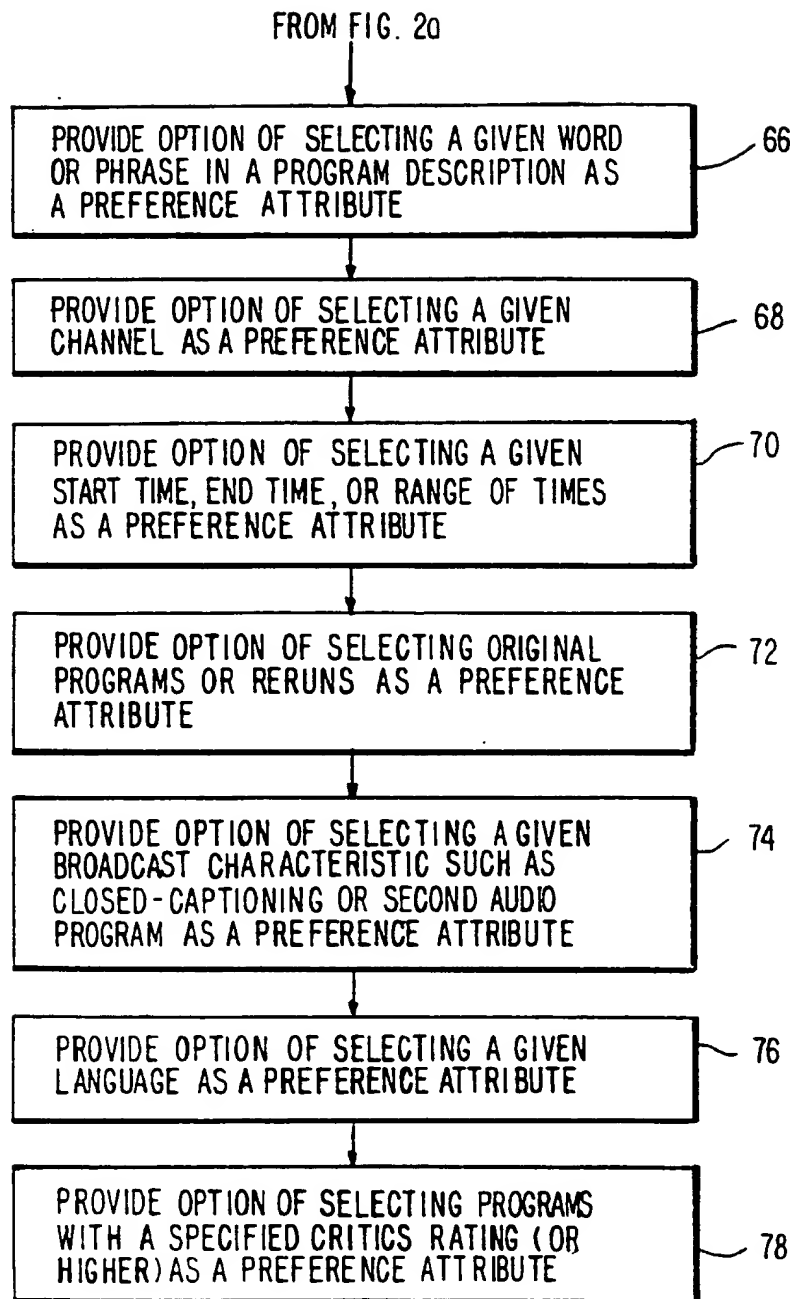 FROM FIG. 2a
PROVIDE OPTION OF SELECTING A GIVEN WORD
OR PHRASE IN A PROGRAM DESCRIPTION AS
A PREFERENCE ATTRIBUTE
66
PROVIDE OPTION OF SELECTING A GIVEN
CHANNEL AS A PREFERENCE ATTRIBUTE
68
PROVIDE OPTION OF SELECTING A GIVEN
START TIME, END TIME, OR RANGE OF TIMES
AS A PREFERENCE ATTRIBUTE
70
PROVIDE OPTION OF SELECTING ORIGINAL
PROGRAMS OR RERUNS AS A PREFERENCE
ATTRIBUTE
72
PROVIDE OPTION OF SELECTING A GIVEN
BROADCAST CHARACTERISTIC SUCH AS
CLOSED-CAPTIONING OR SECOND AUDIO
PROGRAM AS A PREFERENCE ATTRIBUTE
74
PROVIDE OPTION OF SELECTING A GIVEN
LANGUAGE AS A PREFERENCE ATTRIBUTE
76
PROVIDE OPTION OF SELECTING PROGRAMS
WITH A SPECIFIED CRITICS RATING (OR
HIGHER) AS A PREFERENCE ATTRIBUTE
78